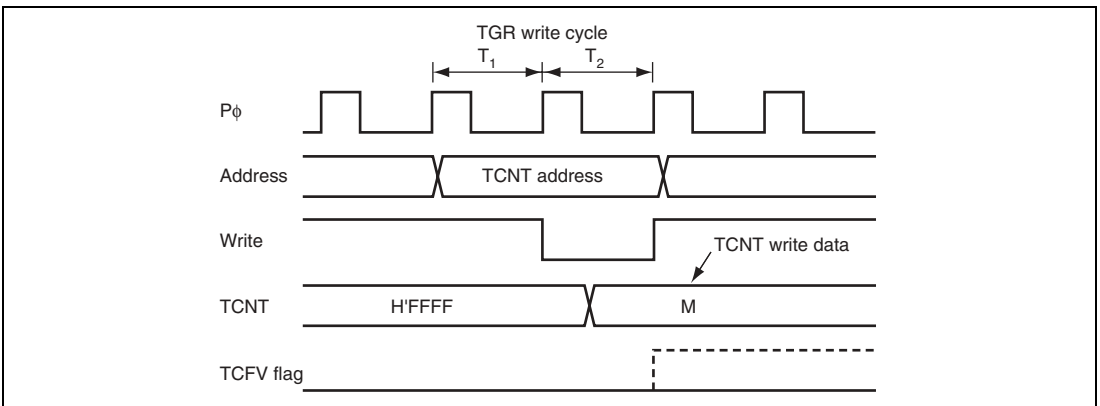 TGR write cycle
T1 T2
Pϕ
Address TCNT address
Write
TCNT write data
TCNT H'FFFF M
TCFV flag